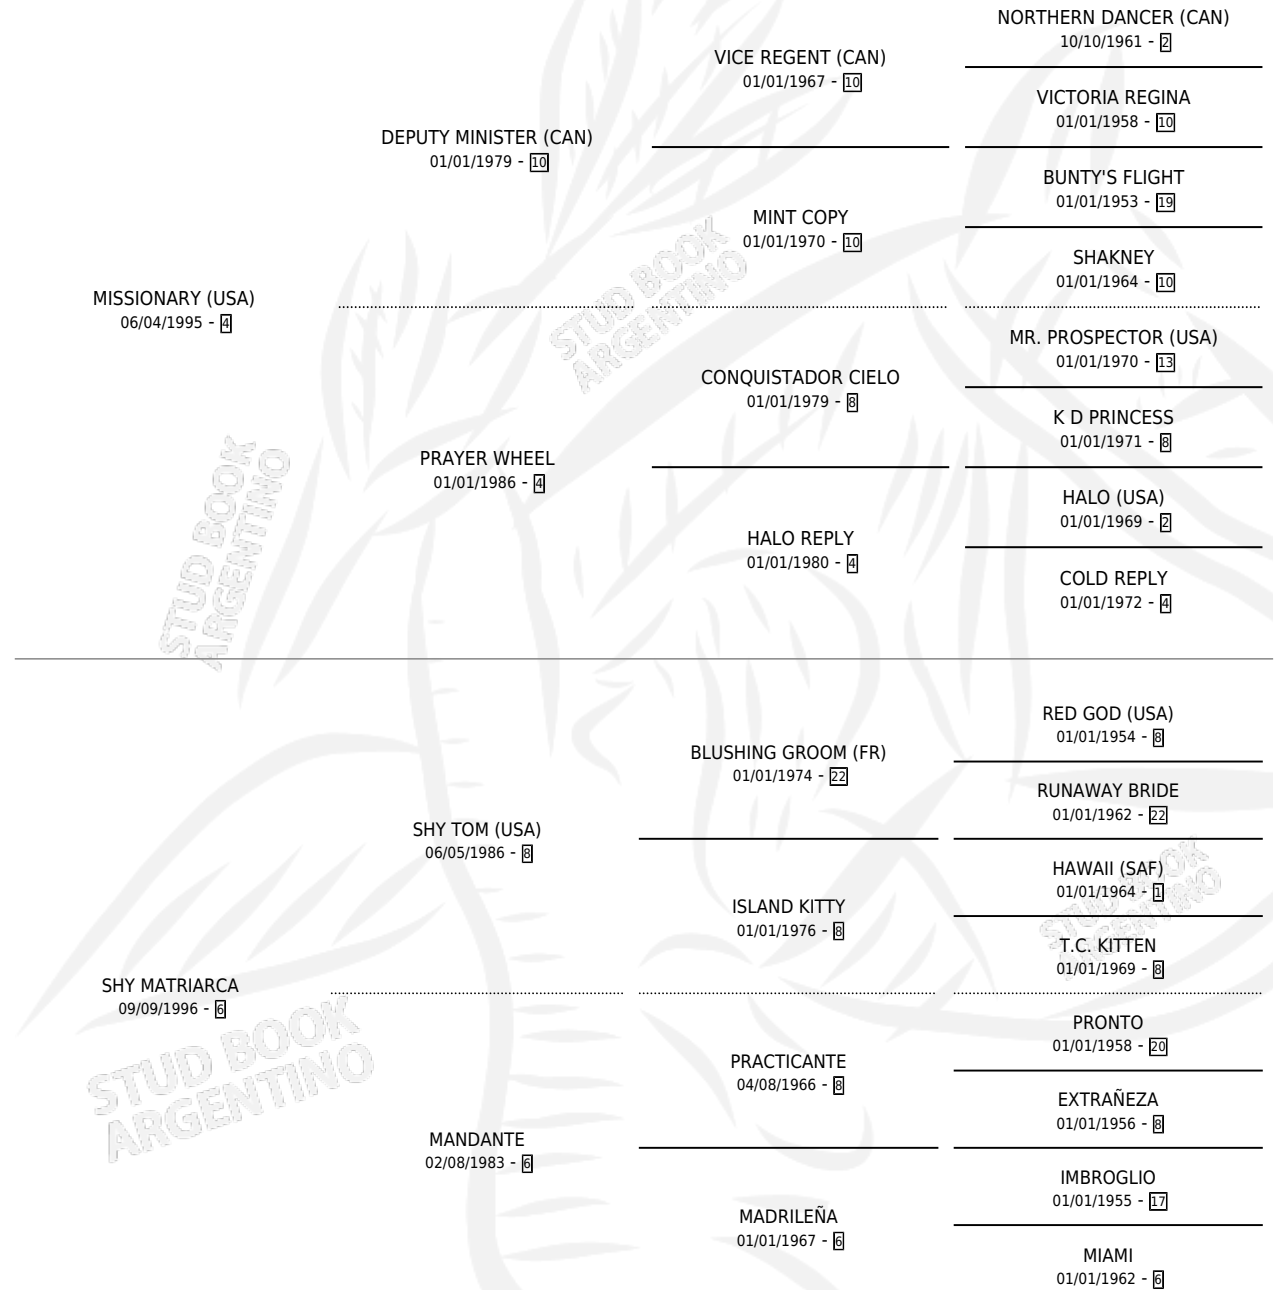 NORTHERN DANCER (CAN)
10/10/1961 - 2
VICE REGENT (CAN)
01/01/1967 - 10
VICTORIA REGINA
01/01/1958 - 10
DEPUTY MINISTER (CAN)
01/01/1979 - 10
BUNTY'S FLIGHT
01/01/1953 - 19
MINT COPY
01/01/1970 - 10
SHAKNEY
01/01/1964 - 10
MISSIONARY (USA)
06/04/1995 - 4
MR. PROSPECTOR (USA)
01/01/1970 - 13
CONQUISTADOR CIELO
01/01/1979 - 8
K D PRINCESS
01/01/1971 - 8
PRAYER WHEEL
01/01/1986 - 4
HALO (USA)
01/01/1969 - 2
HALO REPLY
01/01/1980 - 4
COLD REPLY
01/01/1972 - 4
RED GOD (USA)
01/01/1954 - 8
BLUSHING GROOM (FR)
01/01/1974 - 22
RUNAWAY BRIDE
01/01/1962 - 22
SHY TOM (USA)
06/05/1986 - 8
HAWAII (SAF)
01/01/1964 - 1
ISLAND KITTY
01/01/1976 - 8
T.C. KITTEN
01/01/1969 - 8
SHY MATRIARCA
09/09/1996 - 6
PRONTO
01/01/1958 - 20
PRACTICANTE
04/08/1966 - 8
EXTRAÑEZA
01/01/1956 - 8
MANDANTE
02/08/1983 - 6
IMBROGLIO
01/01/1955 - 17
MADRILEÑA
01/01/1967 - 6
MIAMI
01/01/1962 - 6
STUD BOOK
ARGENTINO
STUD BOOK
ARGENTINO
STUD BOOK
ARGENTINO
STUD BOOK
ARGENTINO